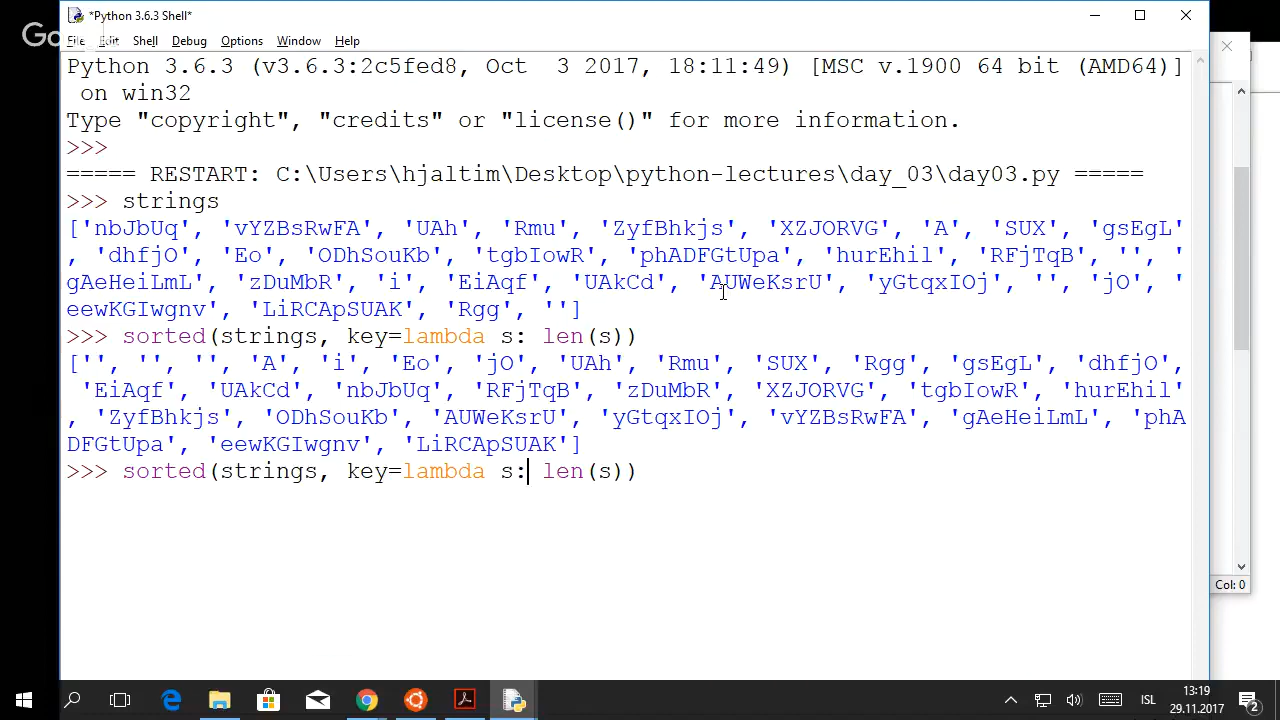 *Python 3.6.3 Shell*
Google
File Edit Shell Debug Options Window Help
Python 3.6.3 (v3.6.3:2c5fed8, Oct  3 2017, 18:11:49) [MSC v.1900 64 bit (AMD64)]
on win32
Type "copyright", "credits" or "license()" for more information.
>>>
===== RESTART: C:\Users\hjaltim\Desktop\python-lectures\day_03\day03.py =====
>>> strings
['nbJbUq', 'vYZBsRwFA', 'UAh', 'Rmu', 'ZyfBhkjs', 'XZJORVG', 'A', 'SUX', 'gsEgL'
, 'dhfjO', 'Eo', 'ODhSouKb', 'tgbIowR', 'phADFGtUpa', 'hurEhil', 'RFjTqB', '', '
gAeHeiLmL', 'zDuMbR', 'i', 'EiAqf', 'UAkCd', 'AUWeKsrU', 'yGtqxIOj', '', 'jO', '
eewKGIwgnv', 'LiRCApSUAK', 'Rgg', '']
>>> sorted(strings, key=lambda s: len(s))
['', '', '', 'A', 'i', 'Eo', 'jO', 'UAh', 'Rmu', 'SUX', 'Rgg', 'gsEgL', 'dhfjO',
'EiAqf', 'UAkCd', 'nbJbUq', 'RFjTqB', 'zDuMbR', 'XZJORVG', 'tgbIowR', 'hurEhil'
, 'ZyfBhkjs', 'ODhSouKb', 'AUWeKsrU', 'yGtqxIOj', 'vYZBsRwFA', 'gAeHeiLmL', 'phA
DFGtUpa', 'eewKGIwgnv', 'LiRCApSUAK']
>>> sorted(strings, key=lambda s: len(s))
Col: 0
ISL
13:19
29.11.2017
2